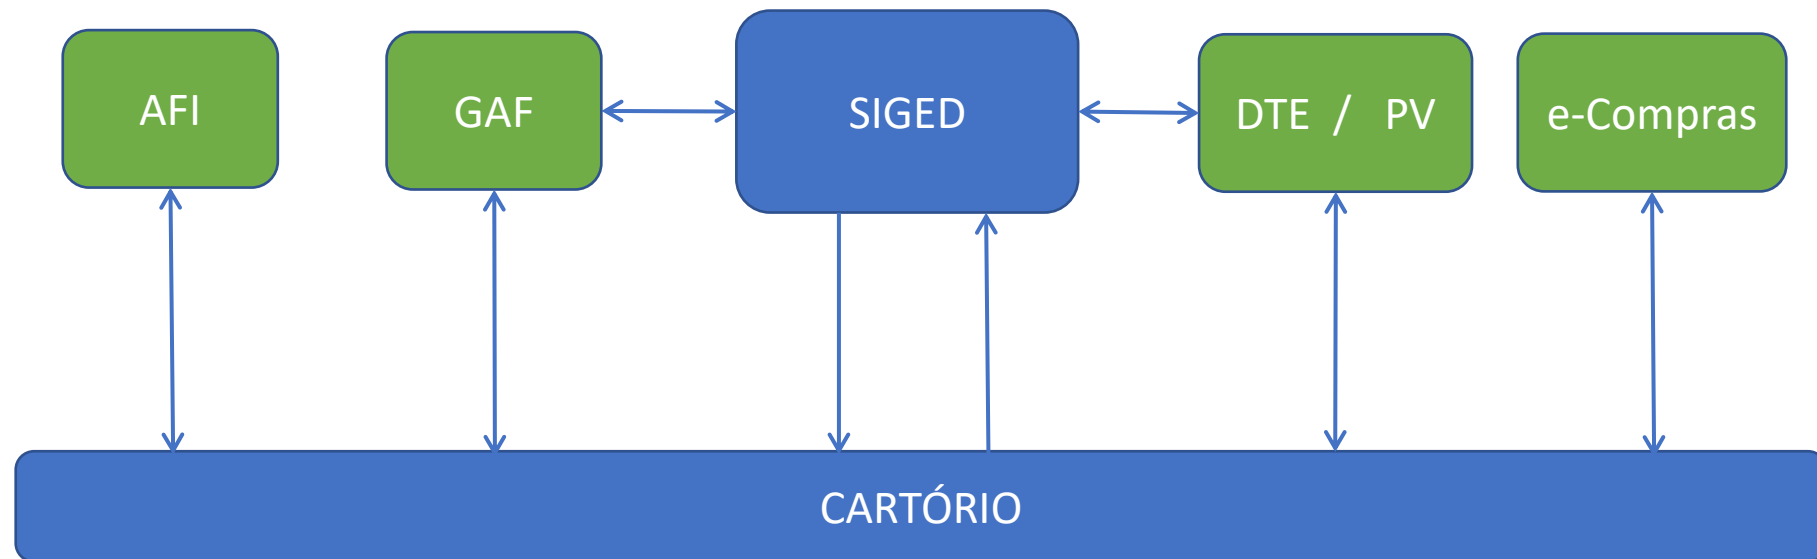 AFI
GAF
SIGED
DTE / PV
e-Compras
CARTÓRIO